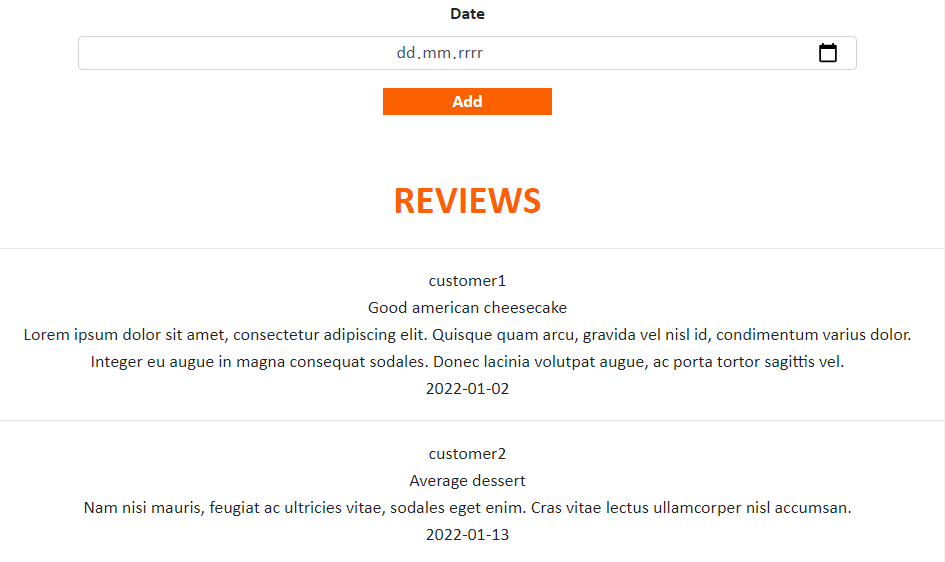 Date
dd.mm.rrrr
Add
REVIEWS
customer1
Good american cheesecake
Lorem ipsum dolor sit amet, consectetur adipiscing elit. Quisque quam arcu, gravida vel nisl id, condimentum varius dolor.
Integer eu augue in magna consequat sodales. Donec lacinia volutpat augue, ac porta tortor sagittis vel.
2022-01-02
customer2
Average dessert
Nam nisi mauris, feugiat ac ultricies vitae, sodales eget enim. Cras vitae lectus ullamcorper nisl accumsan.
2022-01-13